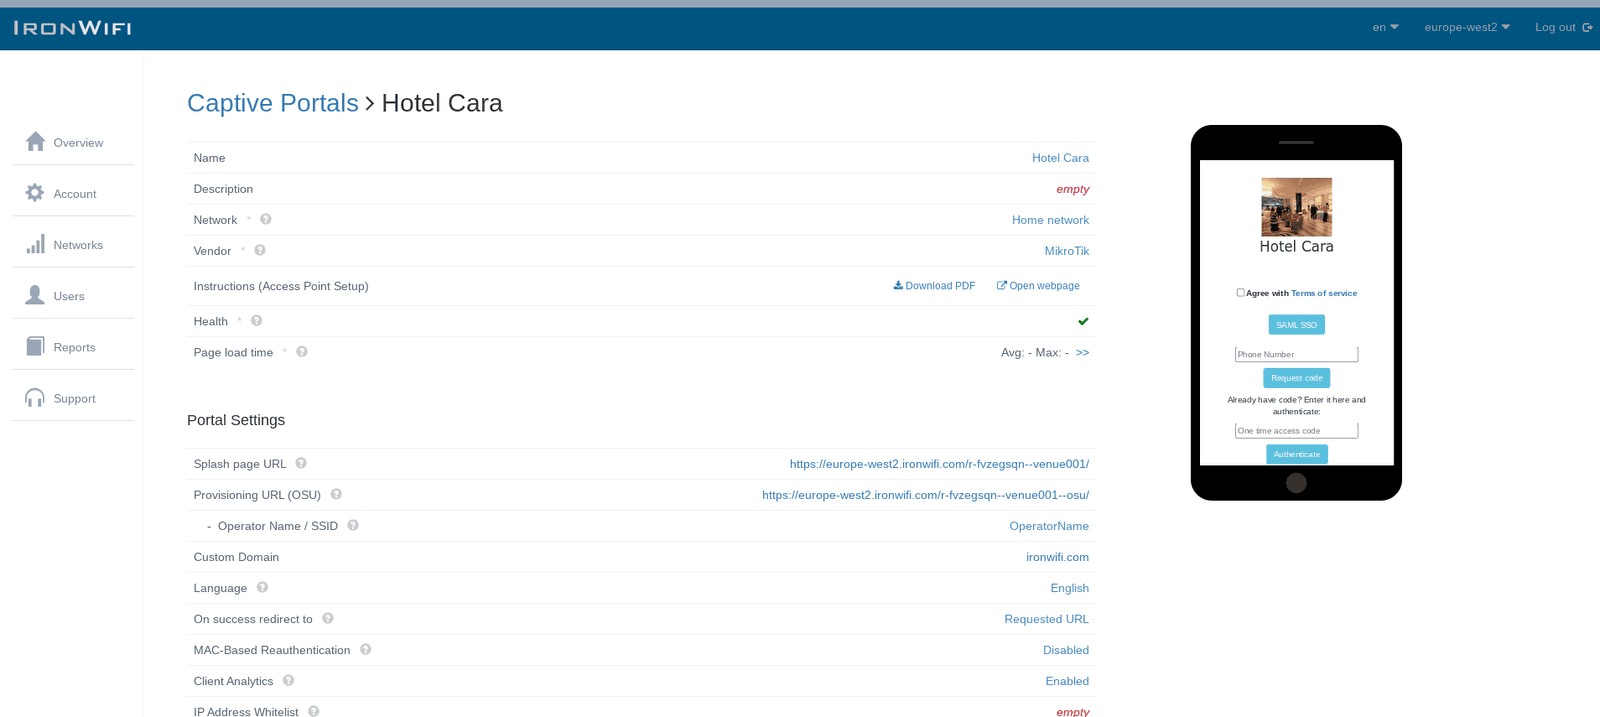 IRONWIFI
en
europe-west2
Log out
Captive Portals > Hotel Cara
Overview
Account
Networks
Users
Reports
Support
Name Hotel Cara
Description empty
Network * Home network
Vendor * MikroTik
Instructions (Access Point Setup) Download PDF Open webpage
Health *
Page load time * Avg: - Max: - >>
Portal Settings
Splash page URL https://europe-west2.ironwifi.com/r-fvzegsqn--venue001/
Provisioning URL (OSU) https://europe-west2.ironwifi.com/r-fvzegsqn--venue001--osu/
- Operator Name / SSID OperatorName
Custom Domain ironwifi.com
Language English
On success redirect to Requested URL
MAC-Based Reauthentication Disabled
Client Analytics Enabled
IP Address Whitelist empty
Hotel Cara
Agree with Terms of service
SAML SSO
Phone Number
Request code
Already have code? Enter it here and
authenticate:
One time access code
Authenticate